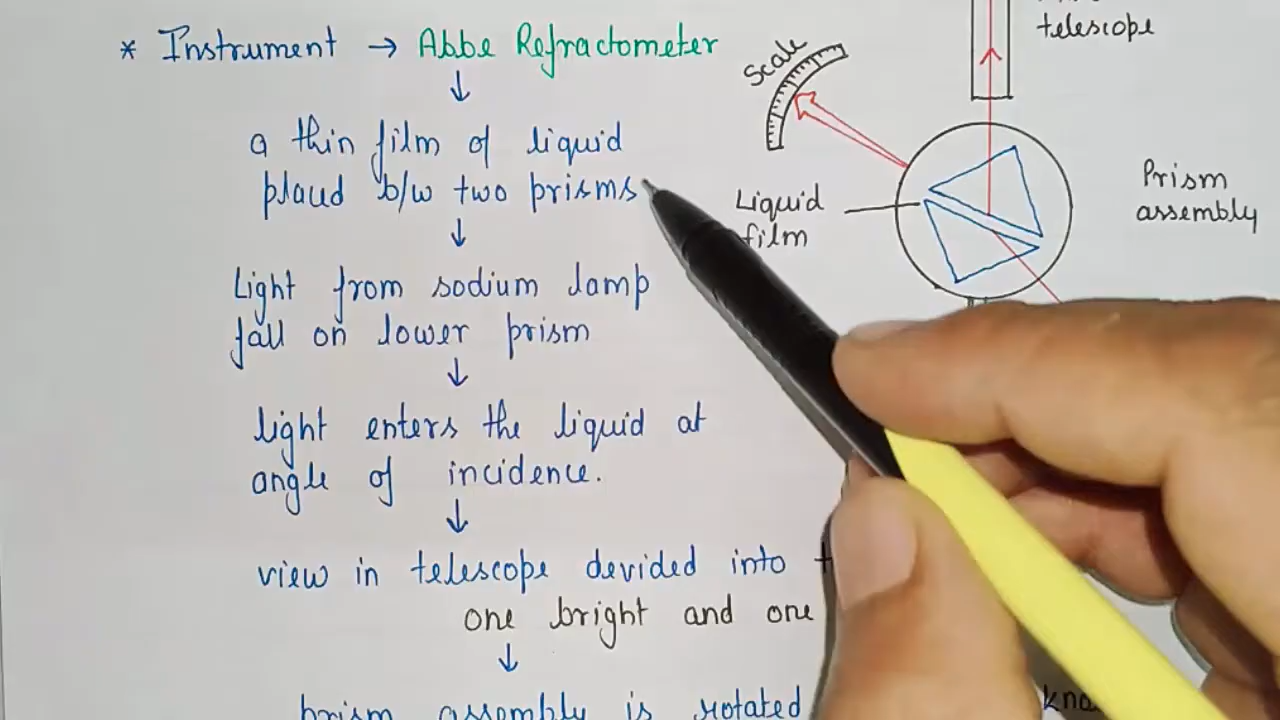 * Instrument → Abbe Refractometer
↓
a thin film of liquid
placed b/w two prisms
↓
Light from sodium lamp
fall on lower prism
↓
light enters the liquid at
angle of incidence.
↓
view in telescope devided into
one bright and one
↓
prism assembly is rotated
telescope
Scale
Liquid
film
Prism
assembly